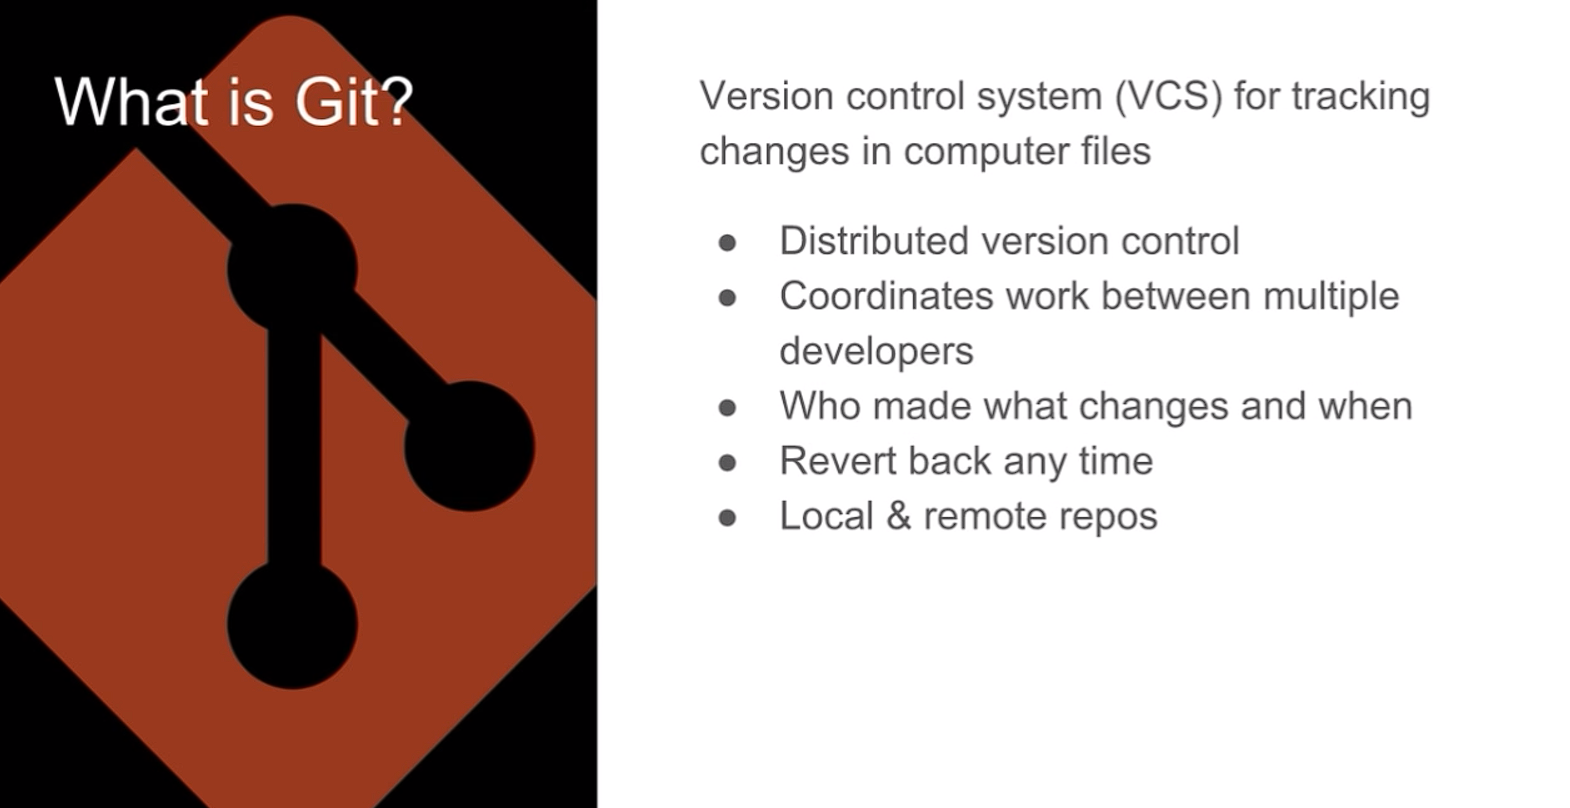 What is Git?
Version control system (VCS) for tracking
changes in computer files
● Distributed version control
● Coordinates work between multiple
developers
● Who made what changes and when
● Revert back any time
● Local & remote repos